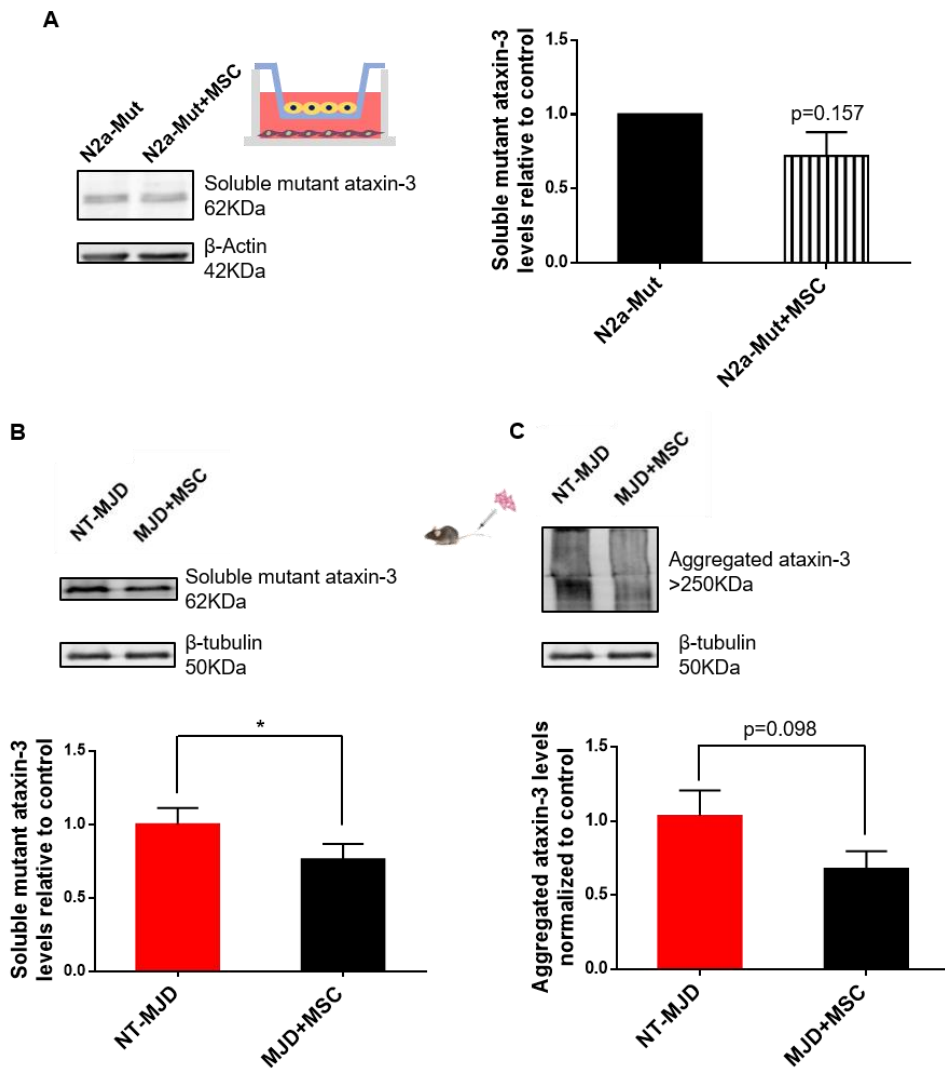 A
N2a-Mut
N2a-Mut+MSC
Soluble mutant ataxin-3
62KDa
β-Actin
42KDa
Soluble mutant ataxin-3
levels relative to control
1.5
1.0
0.5
0.0
p=0.157
N2a-Mut
N2a-Mut+MSC
B
NT-MJD
MJD+MSC
Soluble mutant ataxin-3
62KDa
β-tubulin
50KDa
Soluble mutant ataxin-3
levels relative to control
1.5
1.0
0.5
0.0
*
NT-MJD
MJD+MSC
C
NT-MJD
MJD+MSC
Aggregated ataxin-3
>250KDa
β-tubulin
50KDa
Aggregated ataxin-3 levels
normalized to control
1.5
1.0
0.5
0.0
p=0.098
NT-MJD
MJD+MSC